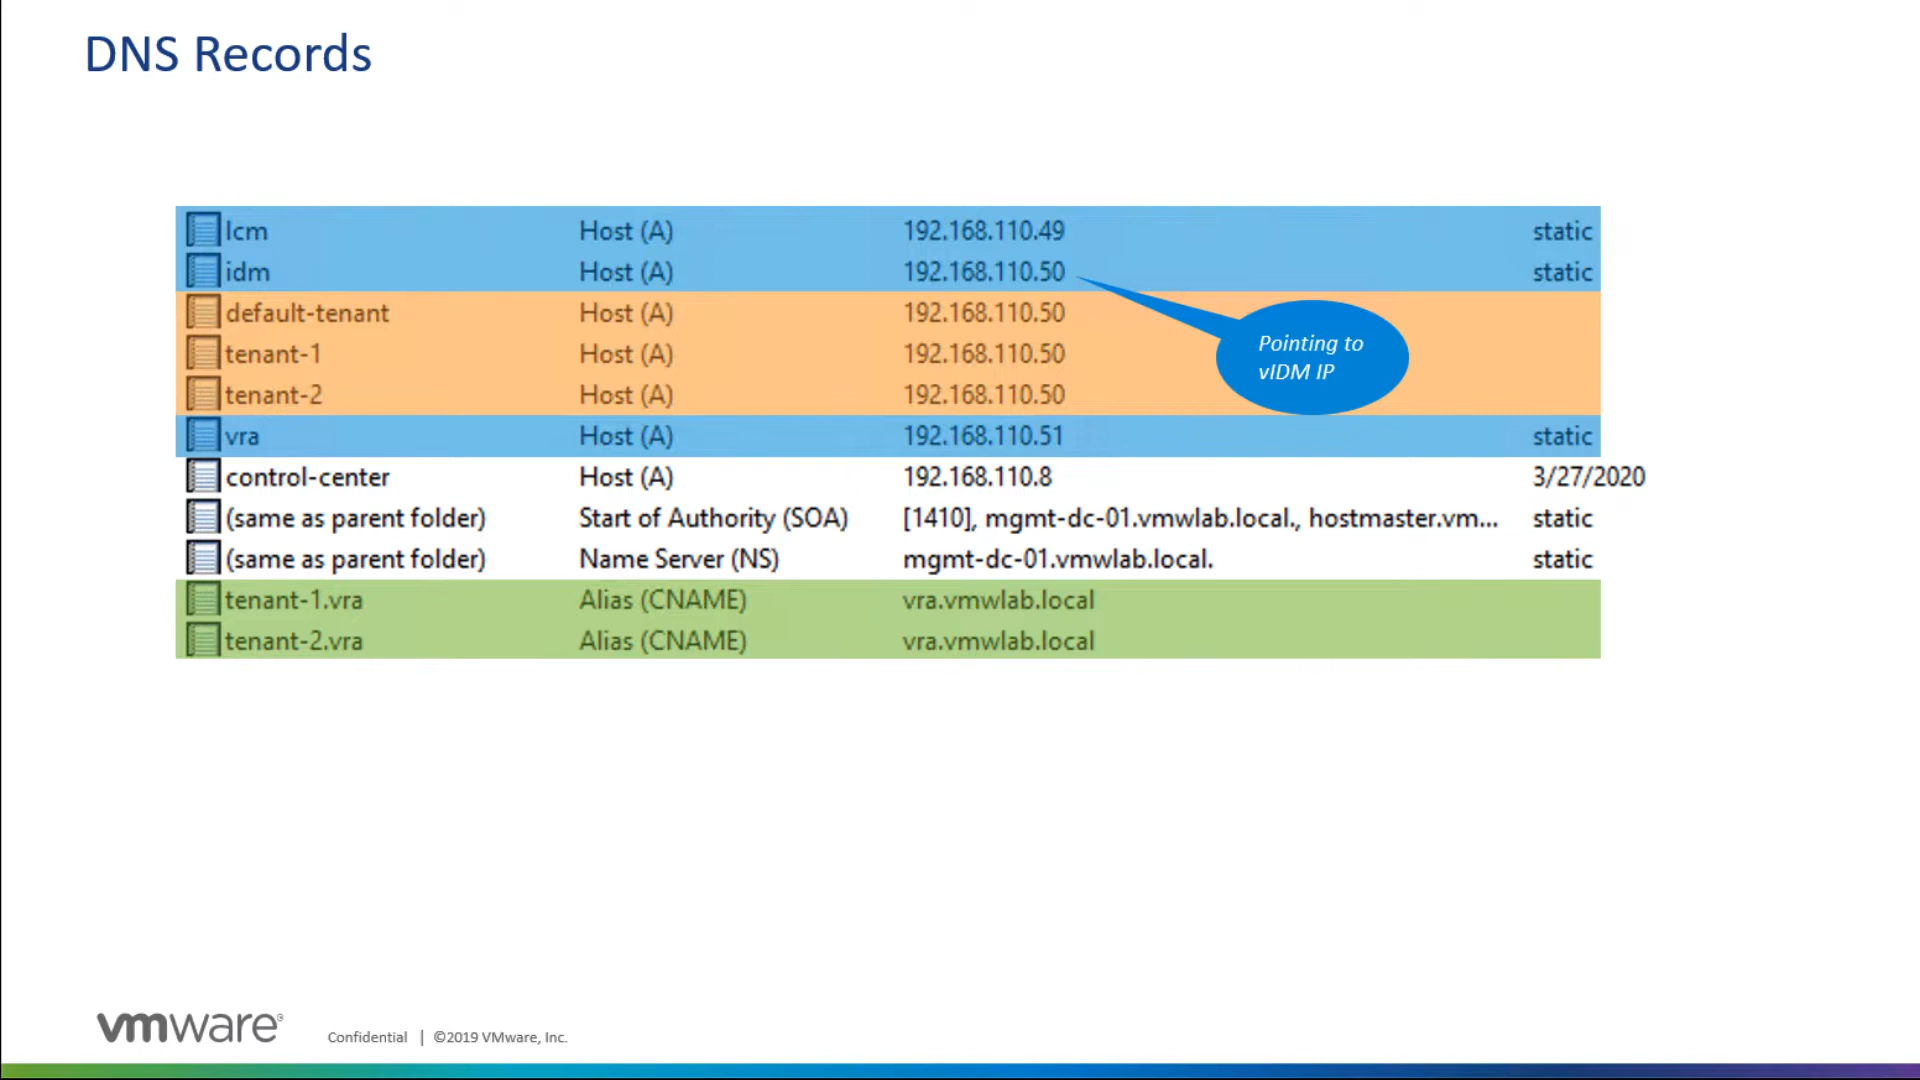 DNS Records
lcm Host (A) 192.168.110.49 static
idm Host (A) 192.168.110.50 static
default-tenant Host (A) 192.168.110.50
tenant-1 Host (A) 192.168.110.50
tenant-2 Host (A) 192.168.110.50
Pointing to
vIDM IP
vra Host (A) 192.168.110.51 static
control-center Host (A) 192.168.110.8 3/27/2020
(same as parent folder) Start of Authority (SOA) [1410], mgmt-dc-01.vmwlab.local., hostmaster.vm... static
(same as parent folder) Name Server (NS) mgmt-dc-01.vmwlab.local. static
tenant-1.vra Alias (CNAME) vra.vmwlab.local
tenant-2.vra Alias (CNAME) vra.vmwlab.local
vmware®
Confidential | ©2019 VMware, Inc.